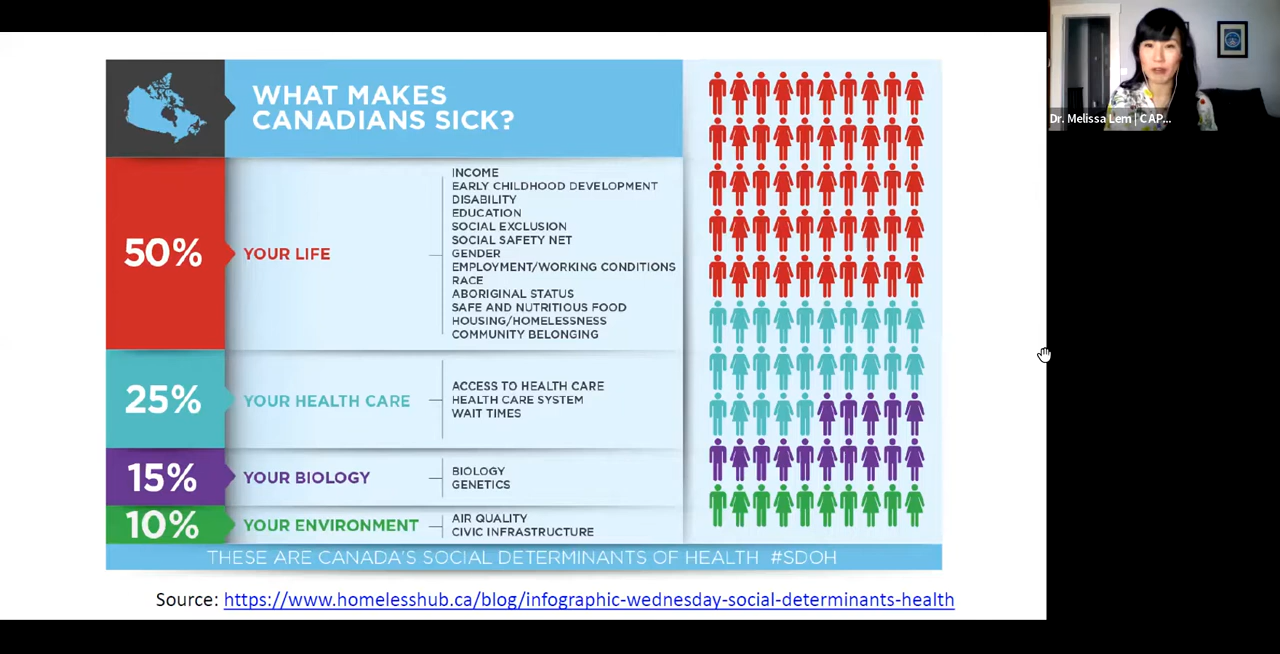 WHAT MAKES
CANADIANS SICK?
50%
YOUR LIFE
INCOME
EARLY CHILDHOOD DEVELOPMENT
DISABILITY
EDUCATION
SOCIAL EXCLUSION
SOCIAL SAFETY NET
GENDER
EMPLOYMENT/WORKING CONDITIONS
RACE
ABORIGINAL STATUS
SAFE AND NUTRITIOUS FOOD
HOUSING/HOMELESSNESS
COMMUNITY BELONGING
25%
YOUR HEALTH CARE
ACCESS TO HEALTH CARE
HEALTH CARE SYSTEM
WAIT TIMES
15%
YOUR BIOLOGY
BIOLOGY
GENETICS
10%
YOUR ENVIRONMENT
AIR QUALITY
CIVIC INFRASTRUCTURE
THESE ARE CANADA'S SOCIAL DETERMINANTS OF HEALTH #SDOH
Source: https://www.homelesshub.ca/blog/infographic-wednesday-social-determinants-health
Dr. Melissa Lem | CAP...